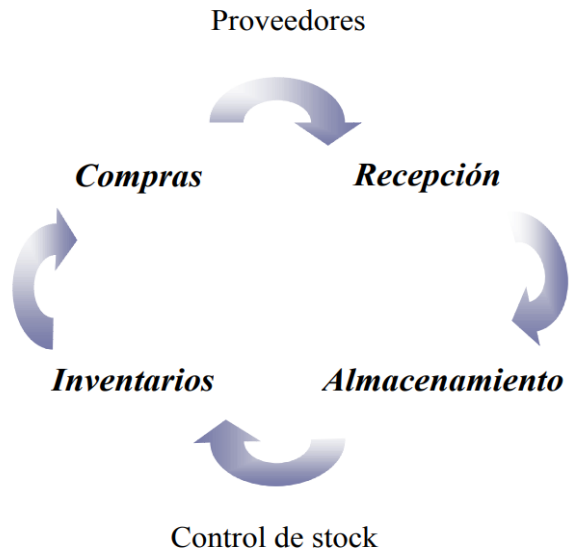 Proveedores
Compras
Recepción
Inventarios
Almacenamiento
Control de stock